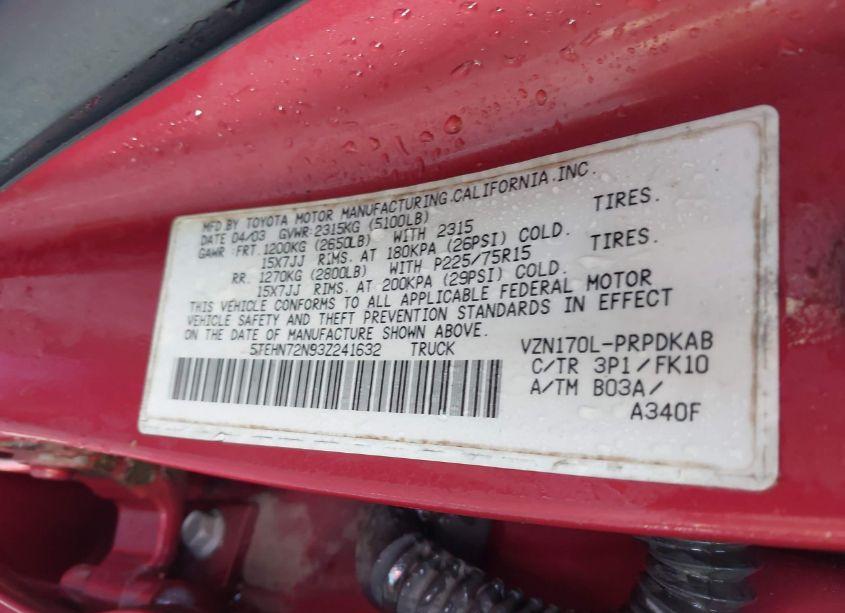 MFD BY TOYOTA MOTOR MANUFACTURING.CALIFORNIA.INC.
DATE 04/03 GVWR:2315KG (5100LB)
GAWR :FRT.1200KG (2650LB) WITH 2315 TIRES.
15X7JJ RIMS. AT 180KPA (26PSI) COLD.
RR. 1270KG (2800LB) WITH P225/75R15 TIRES.
15X7JJ RIMS. AT 200KPA (29PSI) COLD.
THIS VEHICLE CONFORMS TO ALL APPLICABLE FEDERAL MOTOR
VEHICLE SAFETY AND THEFT PREVENTION STANDARDS IN EFFECT
ON THE DATE OF MANUFACTURE SHOWN ABOVE.
5TEHN72N93Z241632 TRUCK
VZN170L-PRPDKAB
C/TR 3P1/FK10
A/TM B03A/
A340F